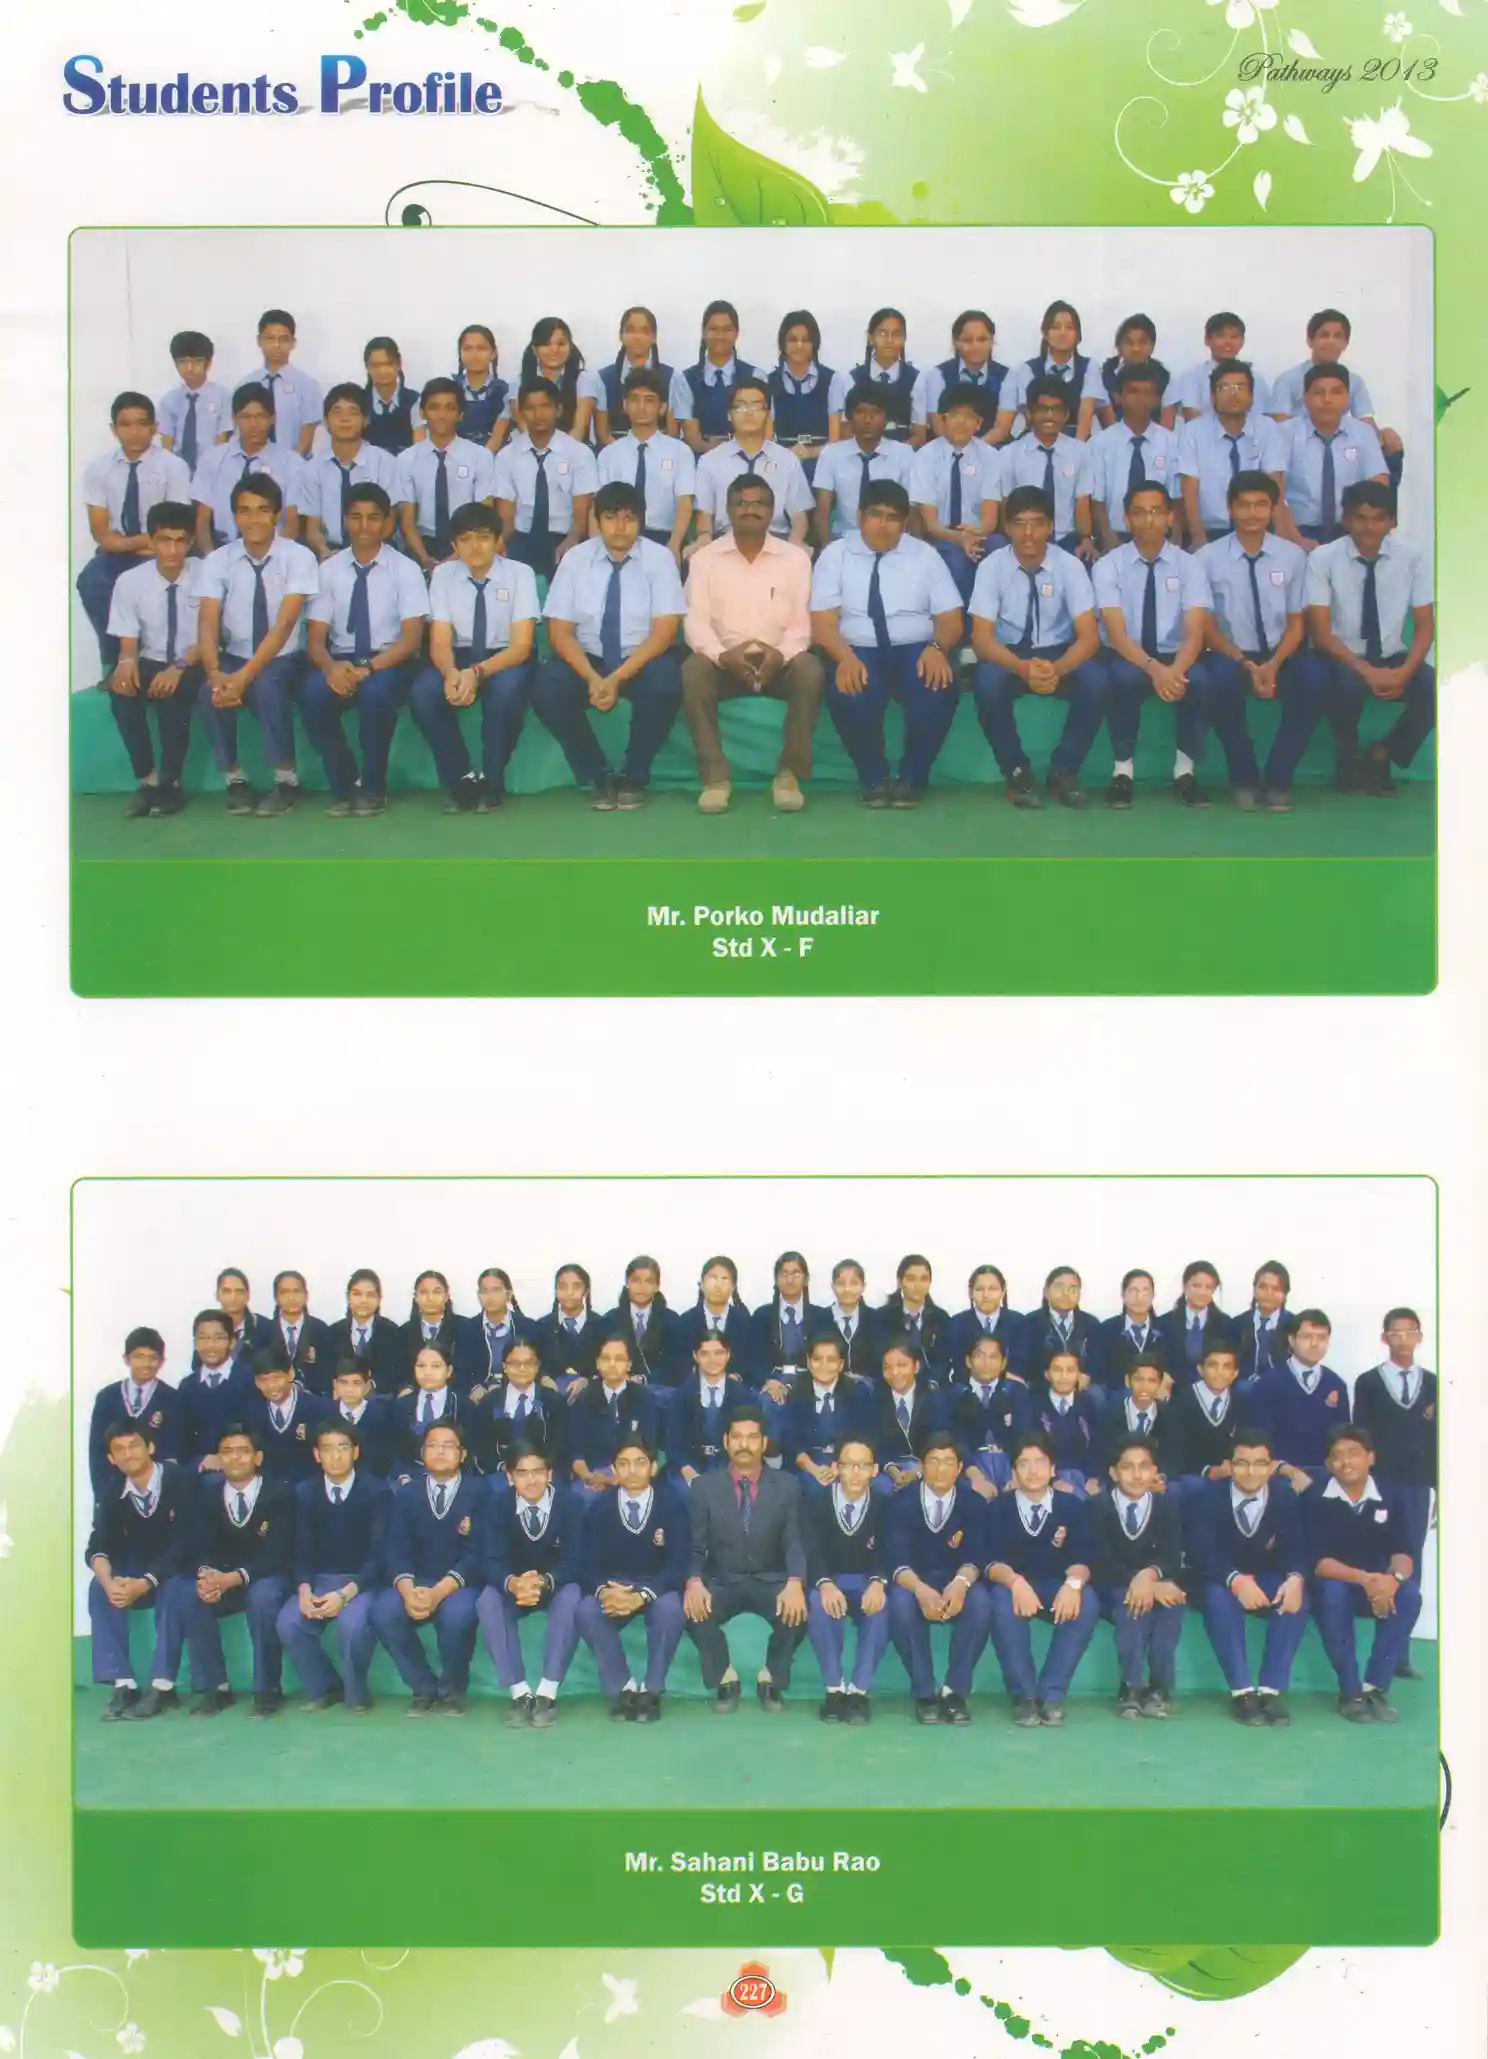 Students Profile
Pathways 2013
Mr. Porko Mudaliar
Std X - F
Mr. Sahani Babu Rao
Std X - G
227